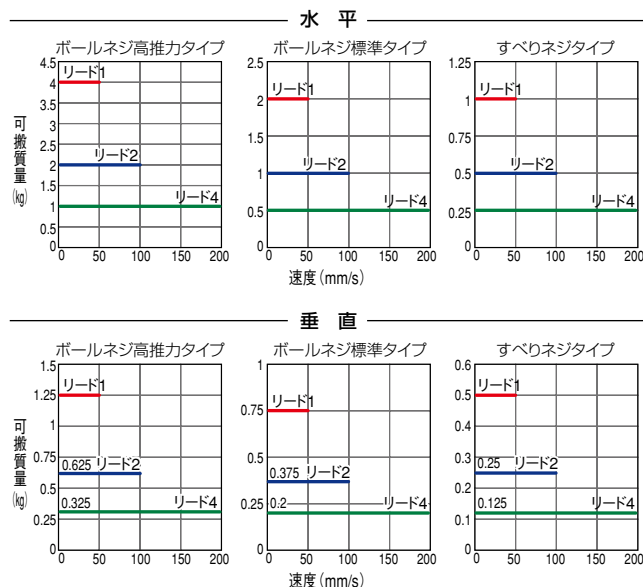 水 平
ボールネジ高推力タイプ ボールネジ標準タイプ すべりネジタイプ
4.5 2.5 1.25
リード1 リード1 リード1
4 2 1
3.5
3 1.5 0.75
2.5
リード2 リード2 リード2
2 1 0.5
1.5
リード4 リード4 リード4
1 0.5 0.25
0.5
0 0 0
可搬質量(kg)
0 50 100 150 200 0 50 100 150 200 0 50 100 150 200
速度(mm/s)
垂 直
ボールネジ高推力タイプ ボールネジ標準タイプ すべりネジタイプ
1.5 1 0.6
リード1 リード1 リード1
1.25 0.75 0.5
1 0.6 0.4
0.75 0.3
0.625 リード2 0.375 リード2 0.25 リード2
0.5 0.4 0.2
0.325 リード4 0.2 リード4 0.125 リード4
0.25 0.2 0.1
0 0 0
可搬質量(kg)
0 50 100 150 200 0 50 100 150 200 0 50 100 150 200
速度(mm/s)